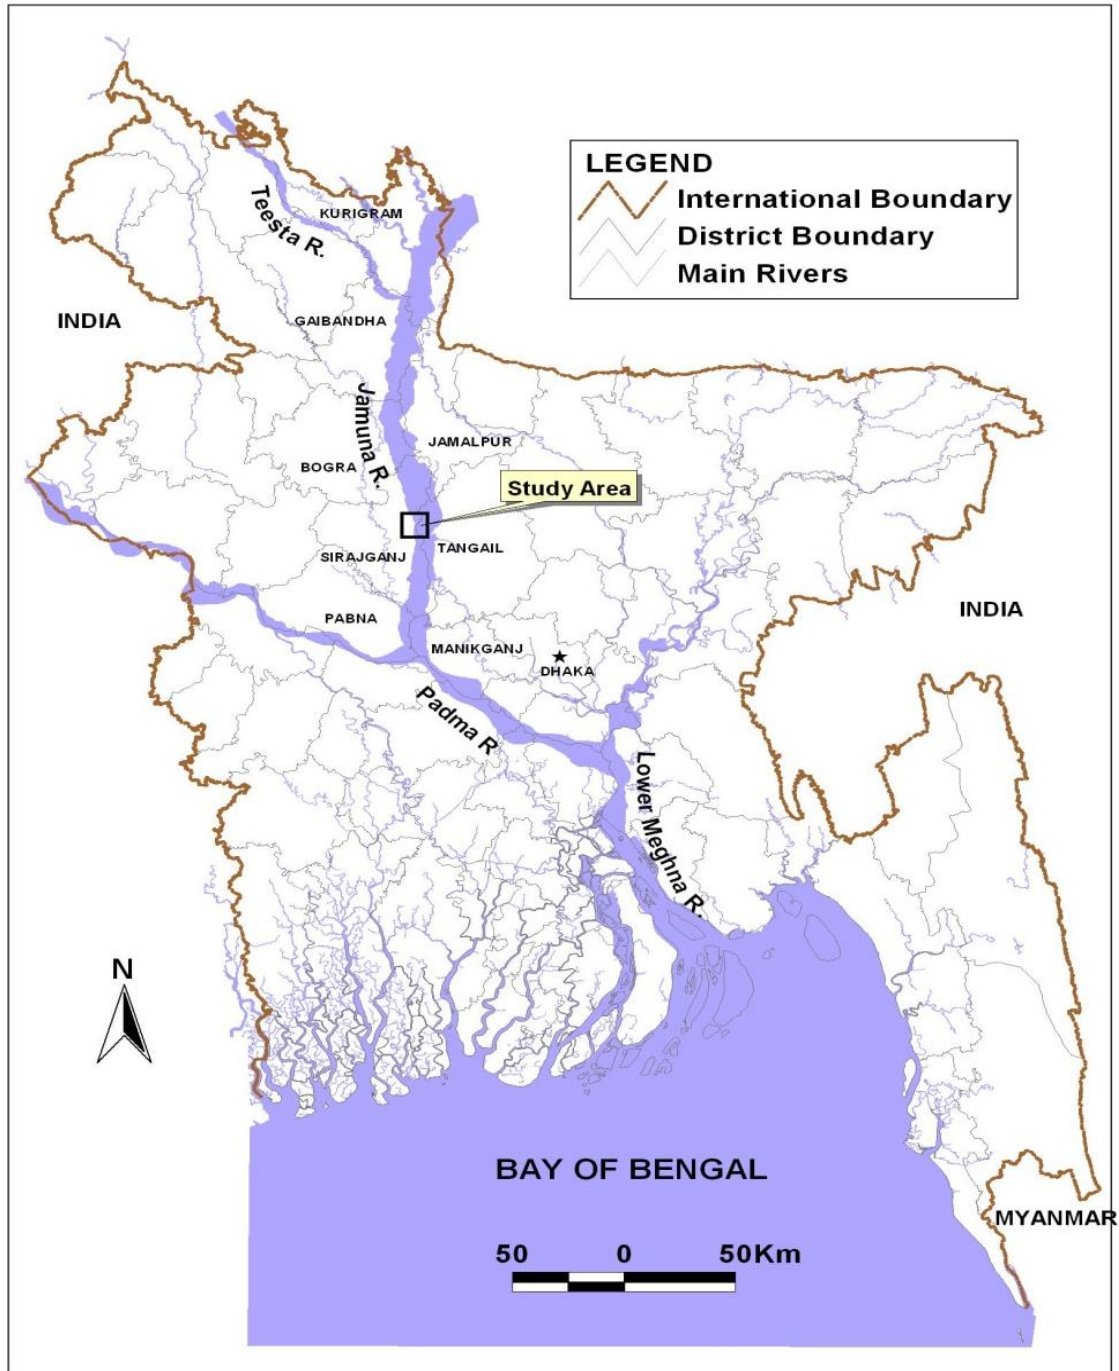 LEGEND
International Boundary
District Boundary
Main Rivers
Teesta R.
KURIGRAM
INDIA
GAIBANDHA
Jamuna R.
JAMALPUR
BOGRA
Study Area
SIRAJGANJ
TANGAIL
PABNA
INDIA
MANIKGANJ
DHAKA
Padma R
Lower Meghna R.
N
BAY OF BENGAL
MYANMAR
50 0 50Km